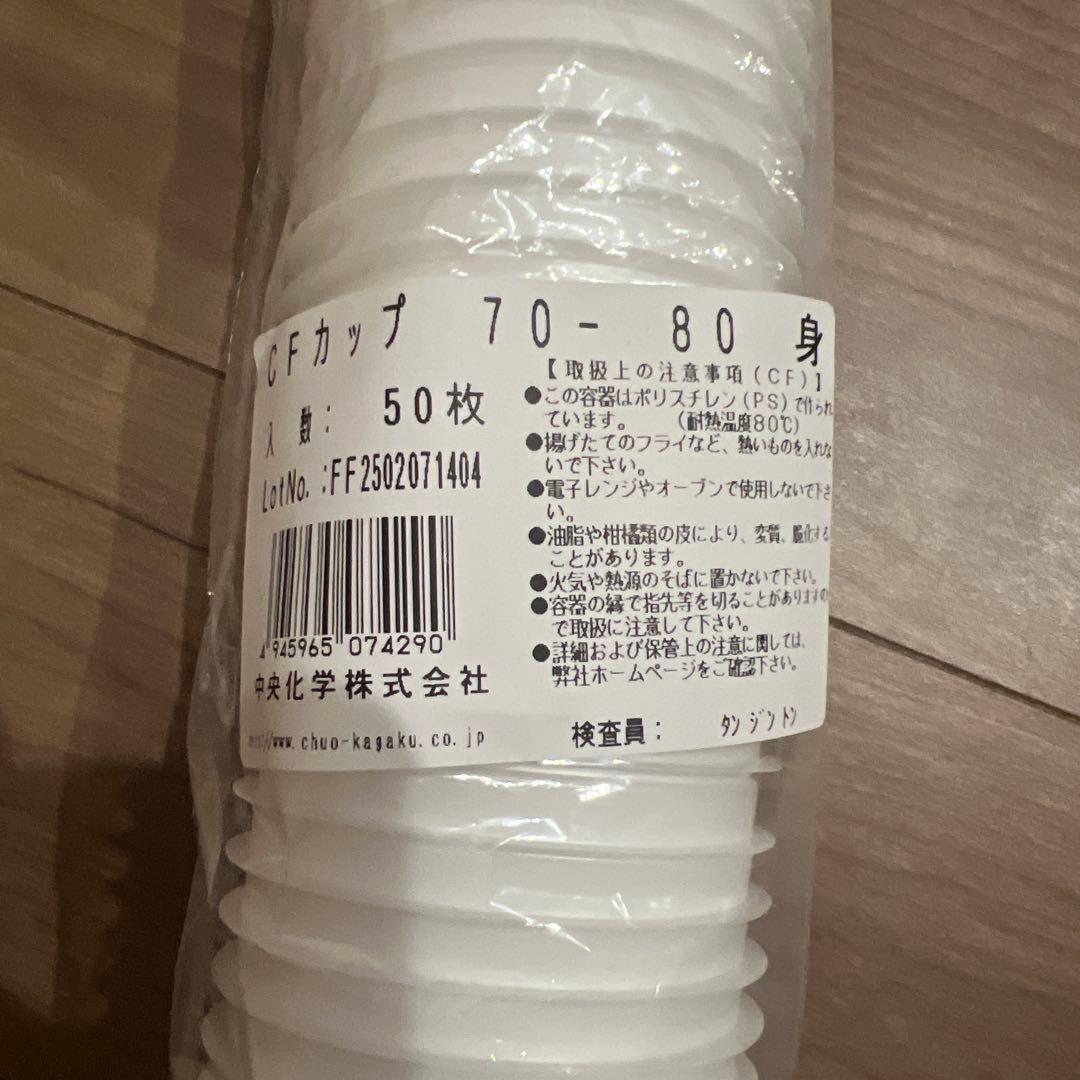 CFカップ 70- 80 身
入 数: 50枚
LotNo. :FF2502071404
4 945965 074290
中央化学株式会社
www.chuo-kagaku.co.jp
【取扱上の注意事項(CF)】
●この容器はポリスチレン(PS)で作られ
ています。 (耐熱温度80℃)
●揚げたてのフライなど、熱いものを入れな
いで下さい。
●電子レンジやオーブンで使用しないで下さ
い。
●油脂や柑橘類の皮により、変質、脆化する
ことがあります。
●火気や熱源のそばに置かないで下さい。
●容器の縁で指先等を切ることがありますの
で取扱に注意して下さい。
●詳細および保管上の注意に関しては、
弊社ホームページをご確認下さい。
検査員: タン ジントン